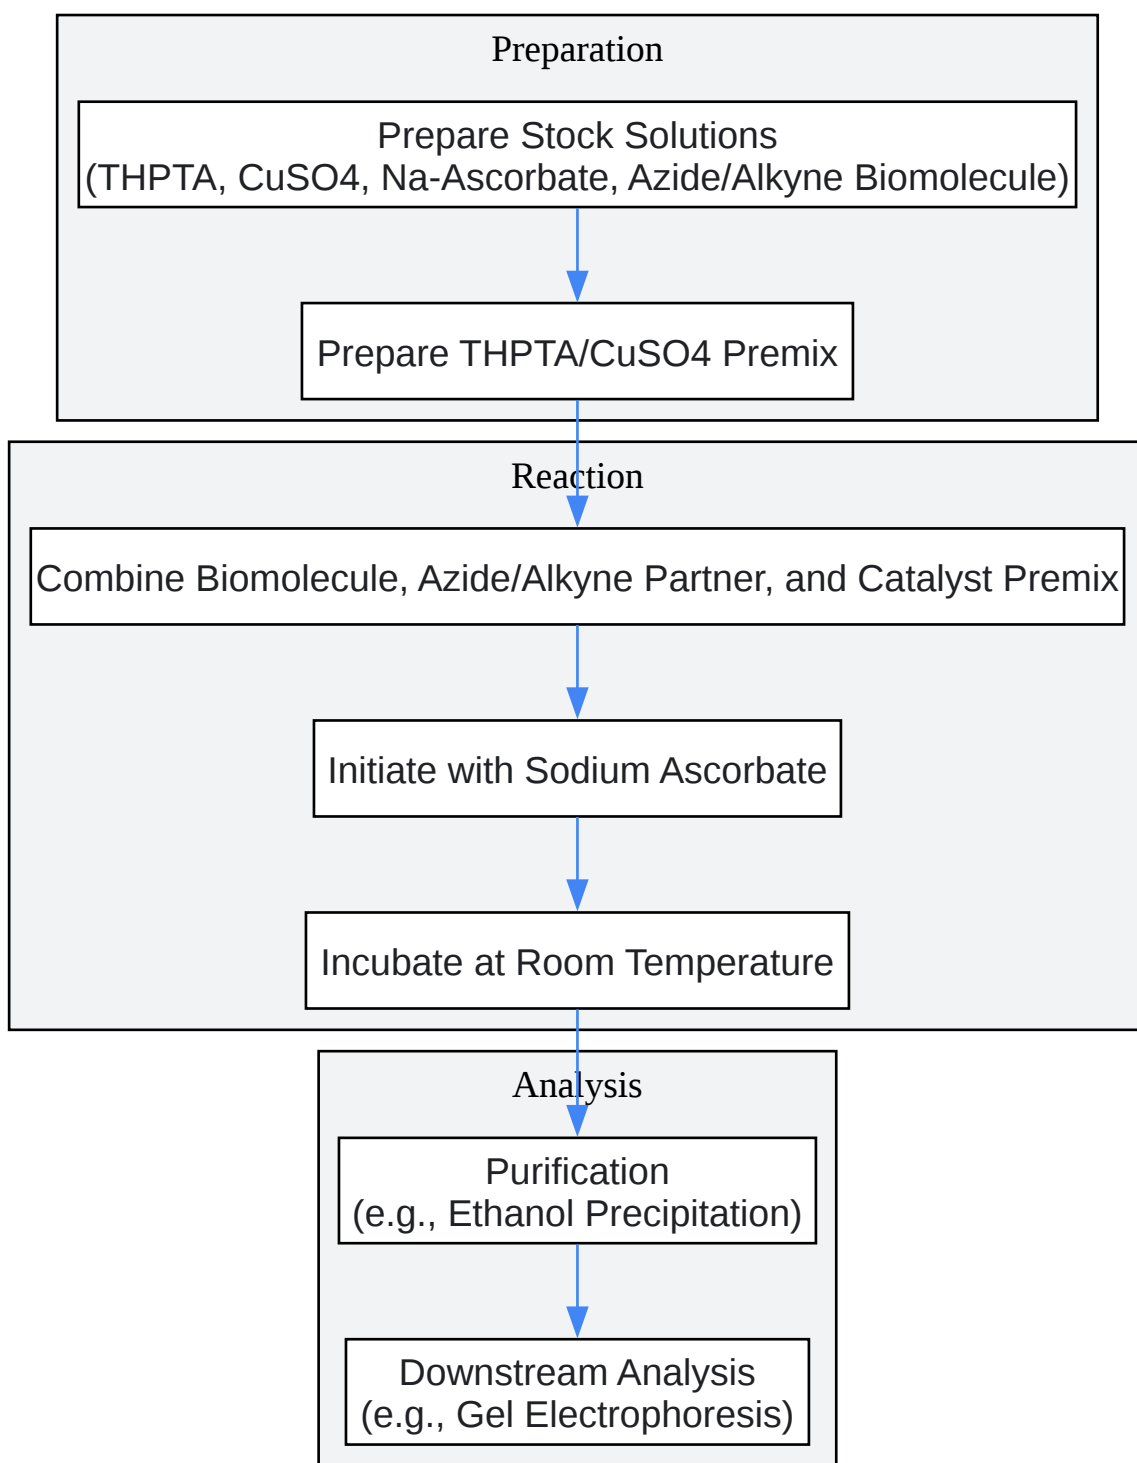 Preparation
Prepare Stock Solutions
(THPTA, CuSO4, Na-Ascorbate, Azide/Alkyne Biomolecule)
Prepare THPTA/CuSO4 Premix
Reaction
Combine Biomolecule, Azide/Alkyne Partner, and Catalyst Premix
Initiate with Sodium Ascorbate
Incubate at Room Temperature
Analysis
Purification
(e.g., Ethanol Precipitation)
Downstream Analysis
(e.g., Gel Electrophoresis)